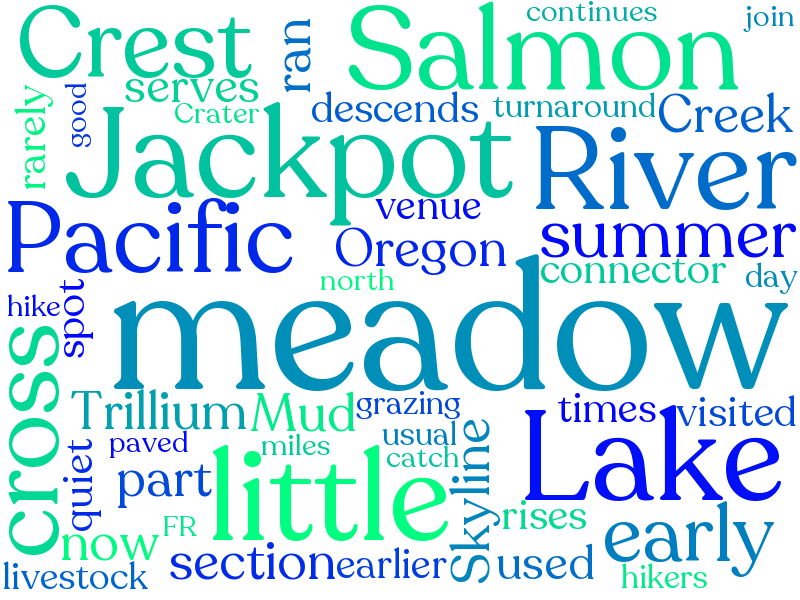 Crest
ran
Salmon
continues
join
rarely
good
serves
Crater
descends
turnaround
Creek
Jackpot
River
Pacific
venue
Oregon
summer
north
connector
day
hike
spot
meadow
cross
Trillium
Mud
grazing
times
visited
quiet
paved
miles
usual
catch
Skyline
Lake
part
little
FR
rises
early
now
section
earlier
used
livestock
hikers